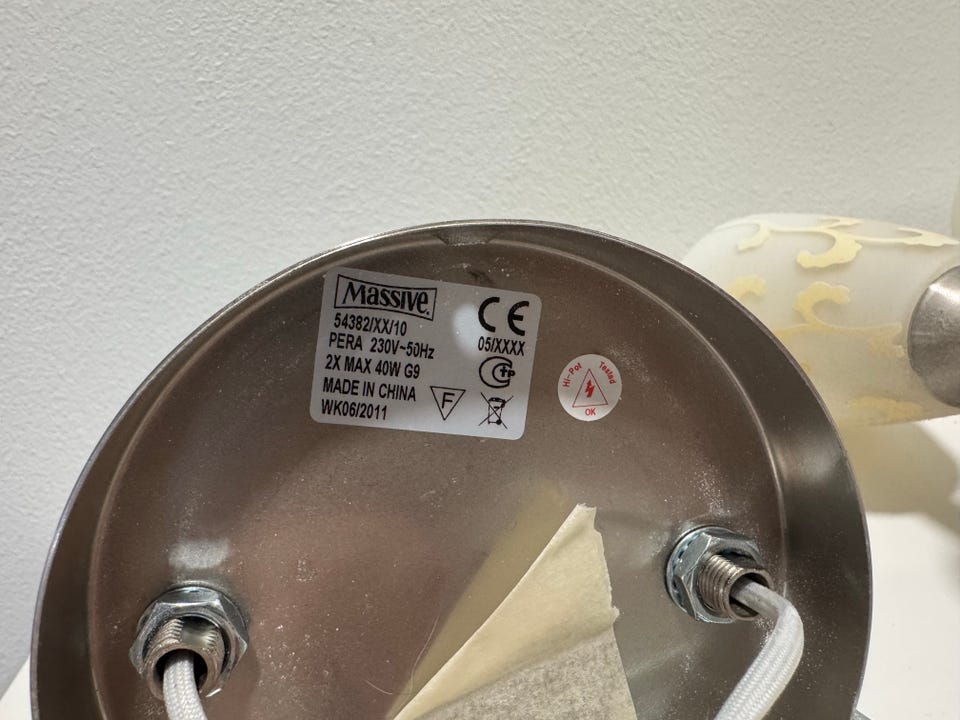 Massive.
54382/XX/10
PERA 230V~50Hz
2X MAX 40W G9
MADE IN CHINA
WK06/2011
CE
05/XXXX
F
Hi-Pot Tested
OK